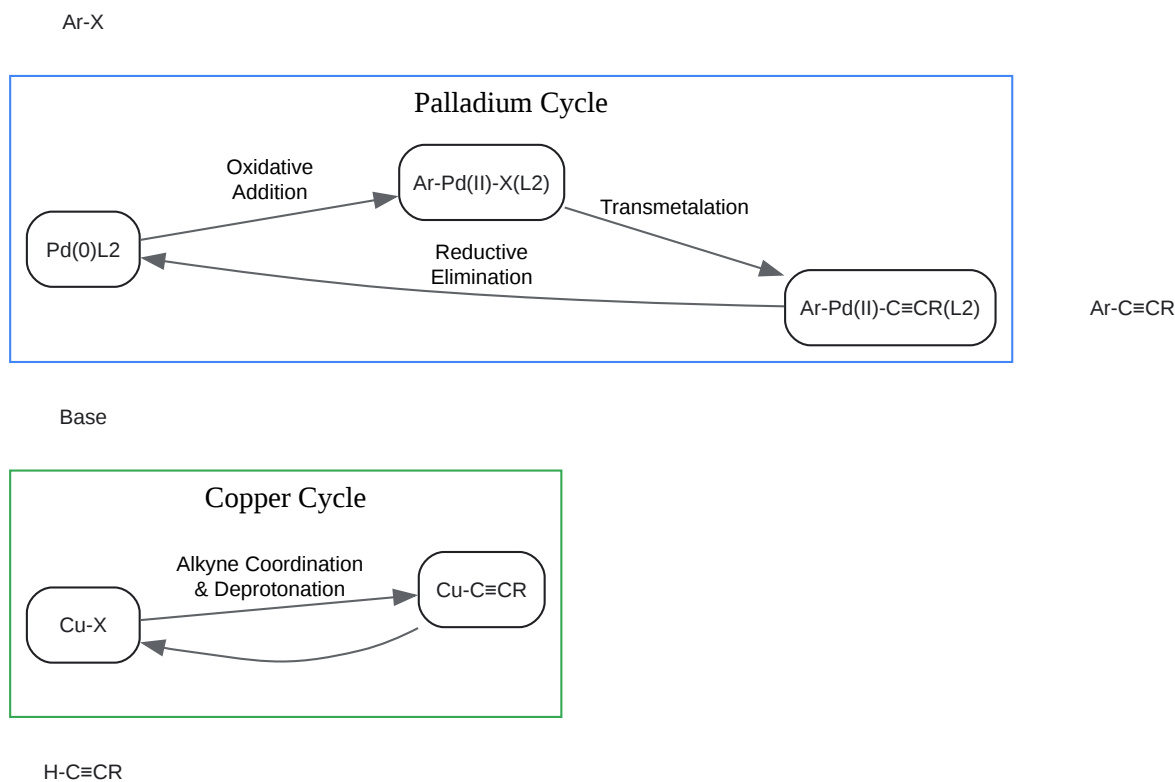 Ar-X
Palladium Cycle
Oxidative
Addition
Ar-Pd(II)-X(L2)
Transmetalation
Pd(0)L2
Reductive
Elimination
Ar-Pd(II)-C≡CR(L2)
Ar-C≡CR
Base
Copper Cycle
Alkyne Coordination
& Deprotonation
Cu-C≡CR
Cu-X
H-C≡CR